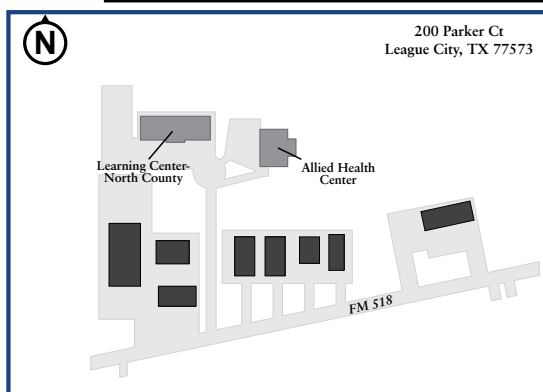 N
200 Parker Ct
League City, TX 77573
Learning Center-
North County
Allied Health
Center
FM 518